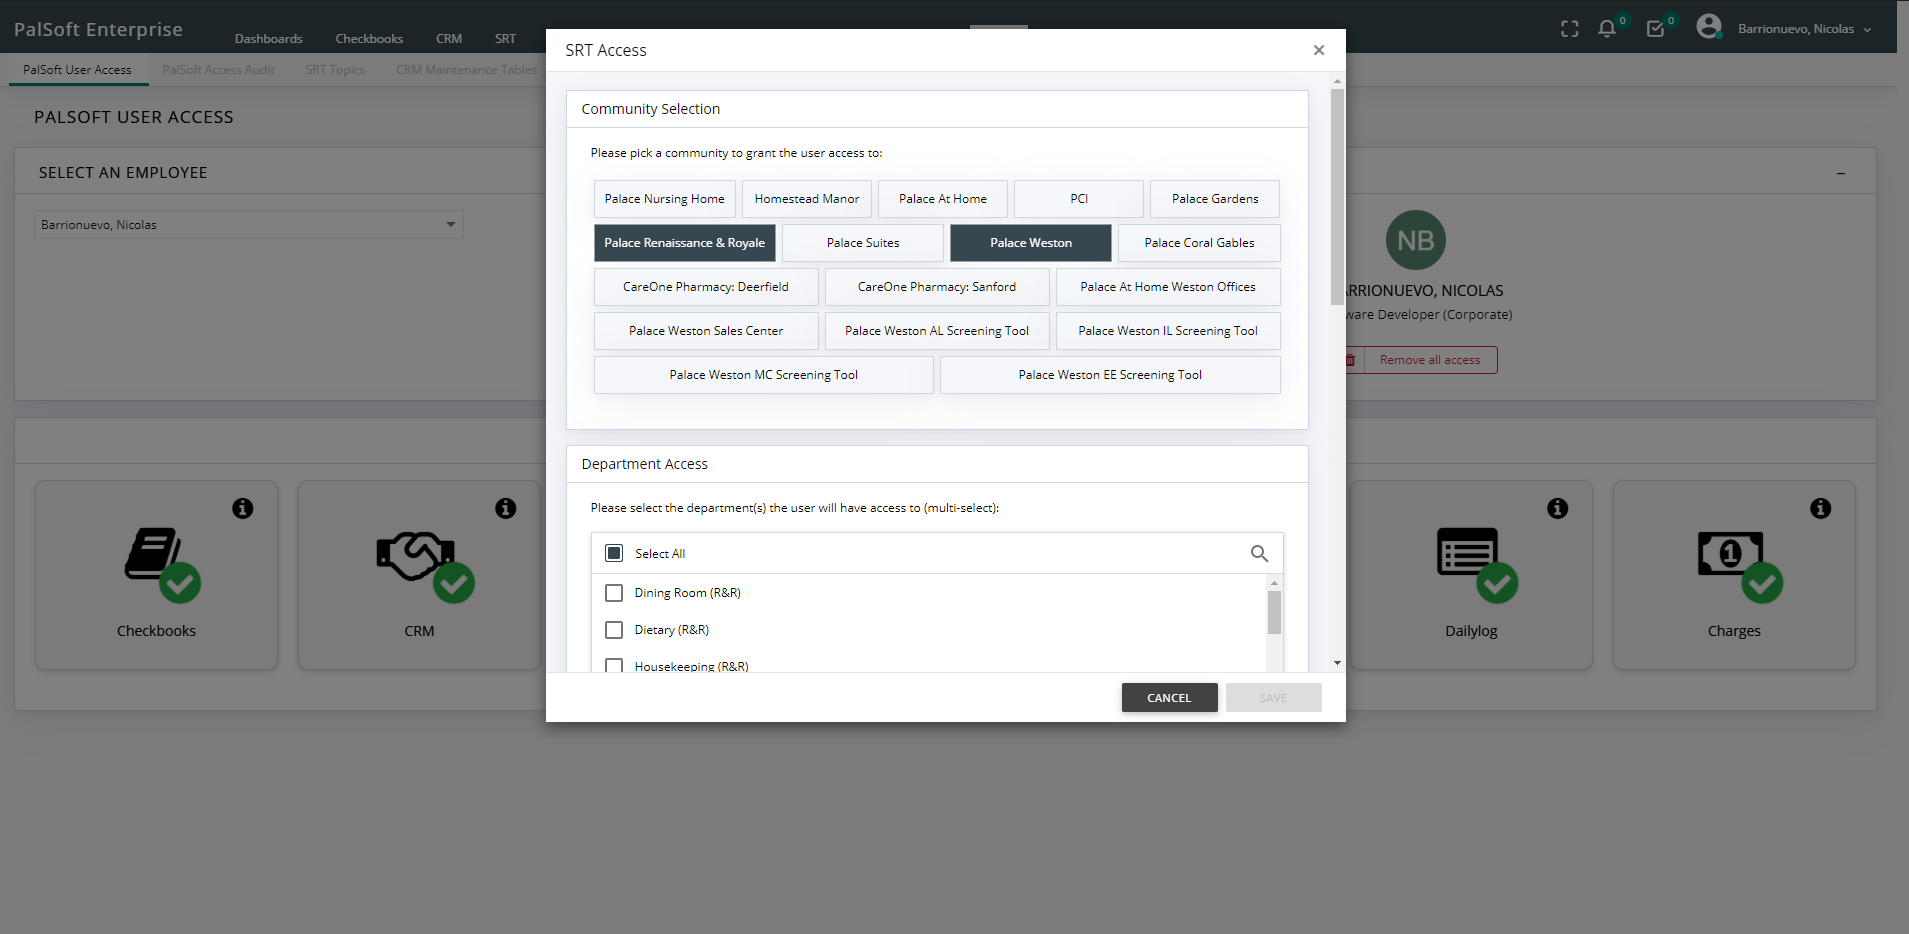 PalSoft Enterprise
Dashboards Checkbooks CRM SRT
0 0 Barrionuevo, Nicolas
PalSoft User Access PalSoft Access Audit SRT Topics CRM Maintenance Tables
PALSOFT USER ACCESS
SELECT AN EMPLOYEE
Barrionuevo, Nicolas
NB
ARRIONUEVO, NICOLAS
ware Developer (Corporate)
Remove all access
Checkbooks
CRM
1
Dailylog
Charges
SRT Access
Community Selection
Please pick a community to grant the user access to:
Palace Nursing Home Homestead Manor Palace At Home PCI Palace Gardens
Palace Renaissance & Royale Palace Suites Palace Weston Palace Coral Gables
CareOne Pharmacy: Deerfield CareOne Pharmacy: Sanford Palace At Home Weston Offices
Palace Weston Sales Center Palace Weston AL Screening Tool Palace Weston IL Screening Tool
Palace Weston MC Screening Tool Palace Weston EE Screening Tool
Department Access
Please select the department(s) the user will have access to (multi-select):
Select All
Dining Room (R&R)
Dietary (R&R)
Housekeeping (R&R)
CANCEL SAVE